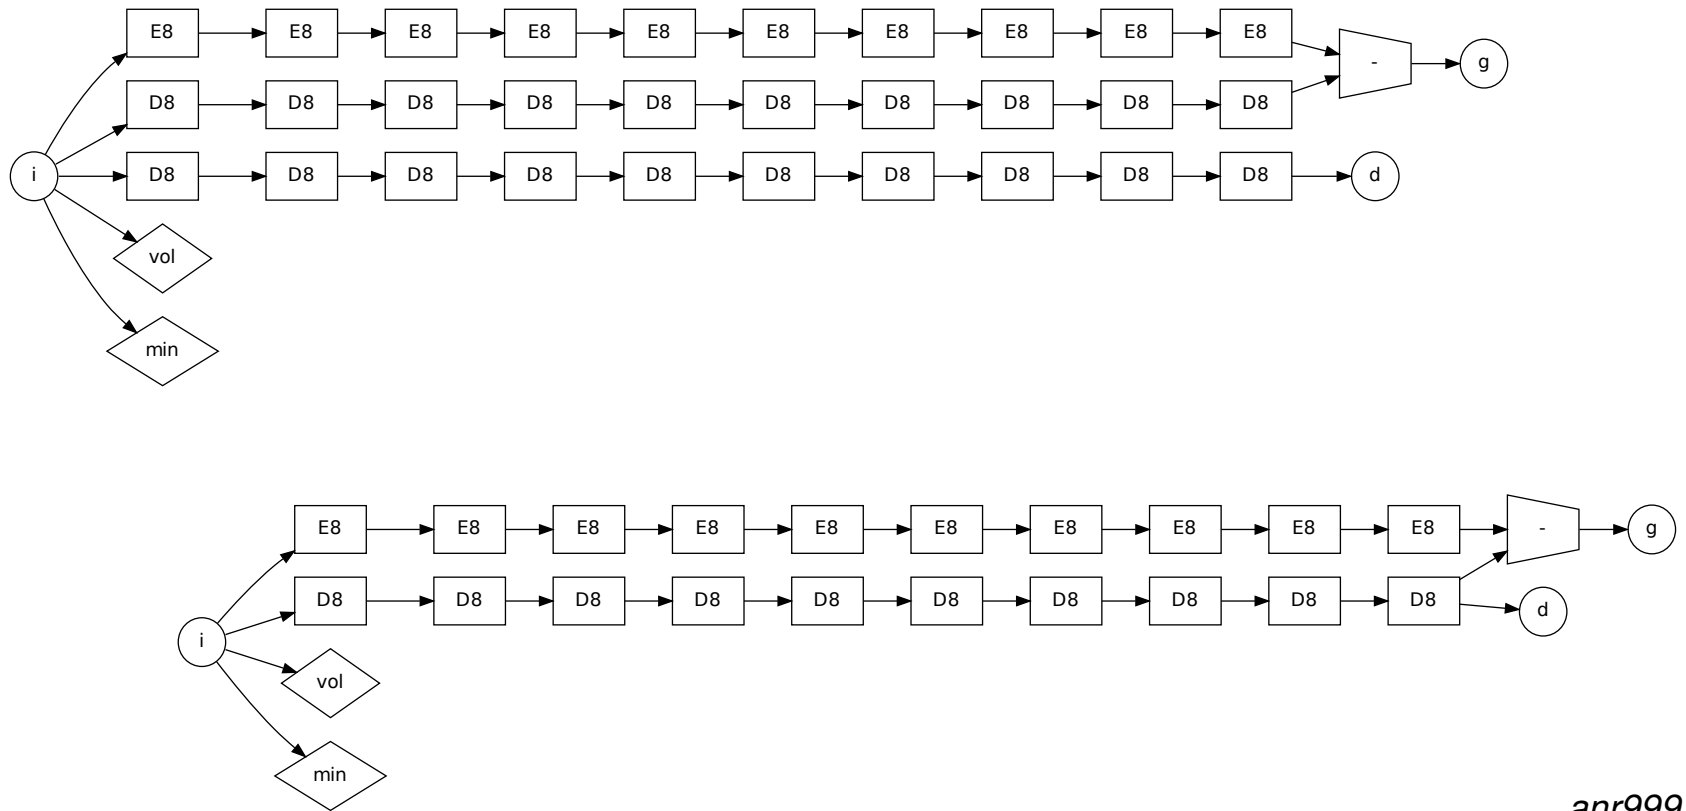 E8 E8 E8 E8 E8 E8 E8 E8 E8 E8
- g
D8 D8 D8 D8 D8 D8 D8 D8 D8 D8
i D8 D8 D8 D8 D8 D8 D8 D8 D8 D8 d
vol
min
E8 E8 E8 E8 E8 E8 E8 E8 E8 E8 - g
D8 D8 D8 D8 D8 D8 D8 D8 D8 D8 d
i
vol
min
apr999